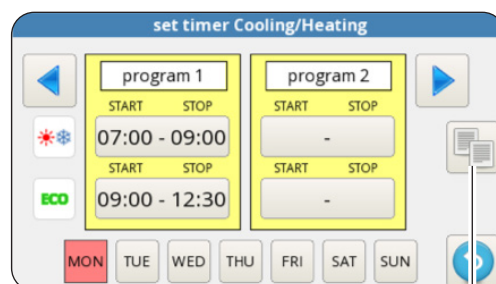 set timer Cooling/Heating
program 1 program 2
START STOP START STOP
07:00 - 09:00 -
START STOP START STOP
ECO 09:00 - 12:30 -
MON TUE WED THU FRI SAT SUN